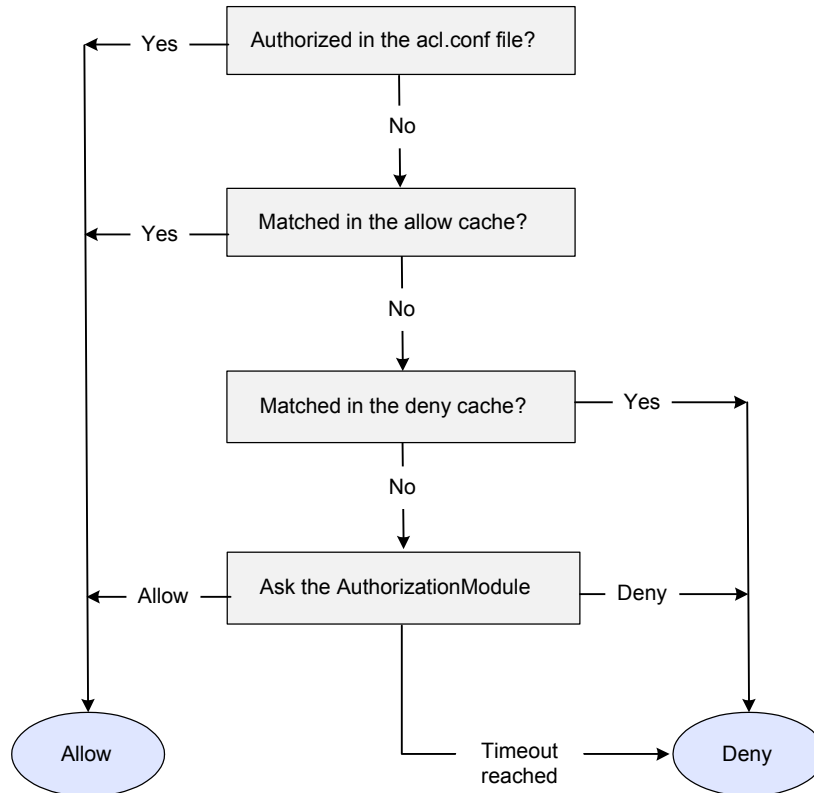 Yes
Authorized in the acl.conf file?
No
Yes
Matched in the allow cache?
No
Matched in the deny cache?
Yes
No
Allow
Ask the AuthorizationModule
Deny
Allow
Timeout
reached
Deny